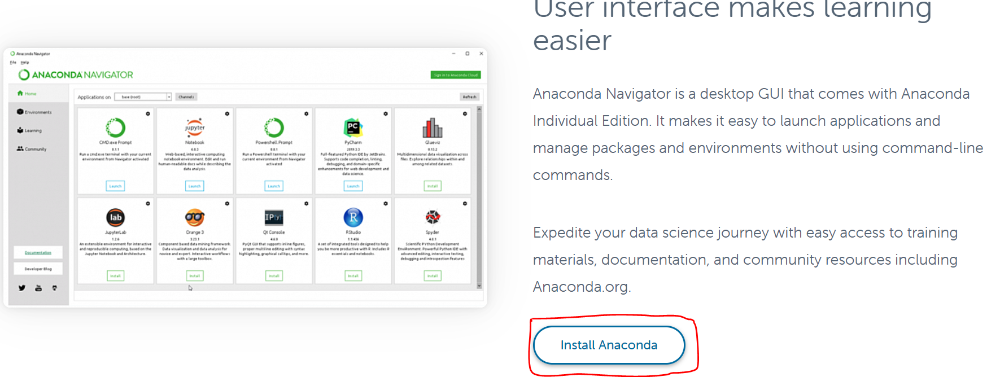 User interface makes learning
easier
Anaconda Navigator is a desktop GUI that comes with Anaconda
Individual Edition. It makes it easy to launch applications and
manage packages and environments without using command-line
commands.
Expedite your data science journey with easy access to training
materials, documentation, and community resources including
Anaconda.org.
Install Anaconda
Anaconda Navigator
File Help
ANACONDA NAVIGATOR
Sign in to Anaconda Cloud
Home
Environments
Learning
Community
Documentation
Developer Blog
Applications on base (root) Channels Refresh
CMD.exe Prompt
0.1.1
Run a cmd.exe terminal with your current
environment from Navigator activated
Launch
jupyter
Notebook
6.0.3
Web-based, interactive computing
notebook environment. Edit and run
human-readable docs while describing the
data analysis.
Launch
Powershell Prompt
0.0.1
Run a Powershell terminal with your
current environment from Navigator
activated
Launch
PC
PyCharm
2019.3.3
Full-featured Python IDE by JetBrains.
Supports code completion, linting,
debugging, and domain-specific
enhancements for web development and
data science.
Launch
Glueviz
0.15.2
Multidimensional data visualization across
files. Explore relationships within and
among related datasets.
Install
lab
JupyterLab
1.2.6
An extensible environment for interactive
and reproducible computing, based on the
Jupyter Notebook and Architecture.
Install
Orange 3
3.23.1
Component based data mining framework.
Data visualization and data analysis for
novice and expert. Interactive workflows
with a large toolbox.
Install
IP[y]
Qt Console
4.6.0
PyQt GUI that supports inline figures,
proper multiline editing with syntax
highlighting, graphical calltips, and more.
Install
R
RStudio
1.1.456
A set of integrated tools designed to help
you be more productive with R. Includes R
essentials and notebooks.
Install
Spyder
4.0.1
Scientific PYthon Development
EnviRonment. Powerful Python IDE with
advanced editing, interactive testing,
debugging and introspection features
Install